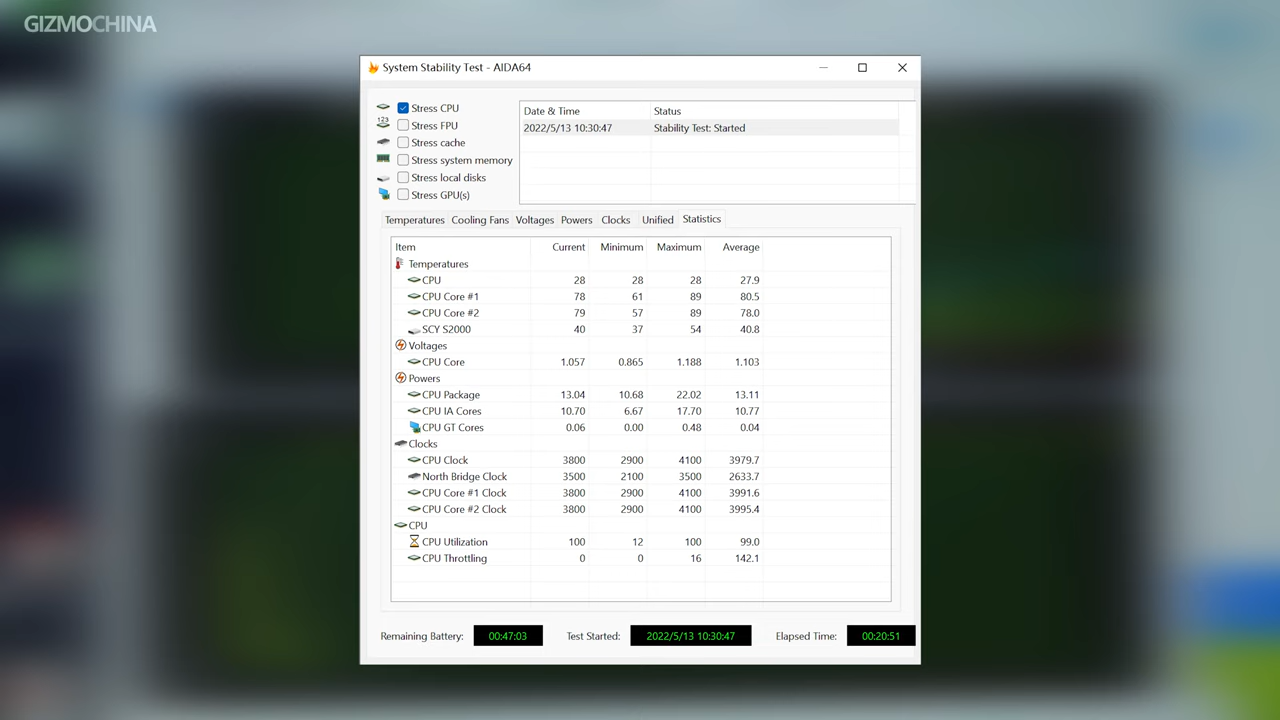 GIZMOCHINA
System Stability Test - AIDA64
Stress CPU
123
Stress FPU
Stress cache
Stress system memory
Stress local disks
Stress GPU(s)
Date & Time Status
2022/5/13 10:30:47 Stability Test: Started
Temperatures Cooling Fans Voltages Powers Clocks Unified Statistics
Item Current Minimum Maximum Average
Temperatures
CPU 28 28 28 27.9
CPU Core #1 78 61 89 80.5
CPU Core #2 79 57 89 78.0
SCY S2000 40 37 54 40.8
Voltages
CPU Core 1.057 0.865 1.188 1.103
Powers
CPU Package 13.04 10.68 22.02 13.11
CPU IA Cores 10.70 6.67 17.70 10.77
CPU GT Cores 0.06 0.00 0.48 0.04
Clocks
CPU Clock 3800 2900 4100 3979.7
North Bridge Clock 3500 2100 3500 2633.7
CPU Core #1 Clock 3800 2900 4100 3991.6
CPU Core #2 Clock 3800 2900 4100 3995.4
CPU
CPU Utilization 100 12 100 99.0
CPU Throttling 0 0 16 142.1
Remaining Battery: 00:47:03 Test Started: 2022/5/13 10:30:47 Elapsed Time: 00:20:51